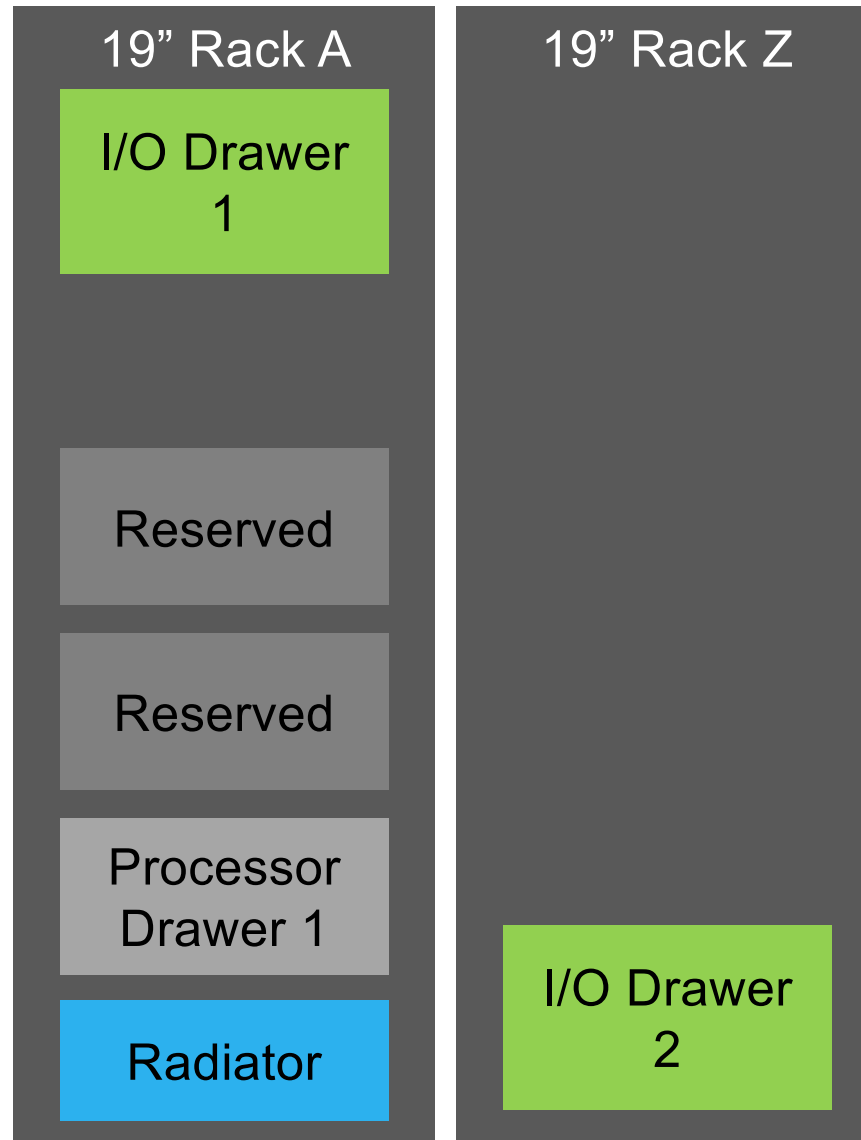 19” Rack A
I/O Drawer
1
Reserved
Reserved
Processor
Drawer 1
Radiator
19” Rack Z
I/O Drawer
2